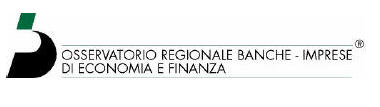 OSSERVATORIO REGIONALE BANCHE - IMPRESE ®
DI ECONOMIA E FINANZA